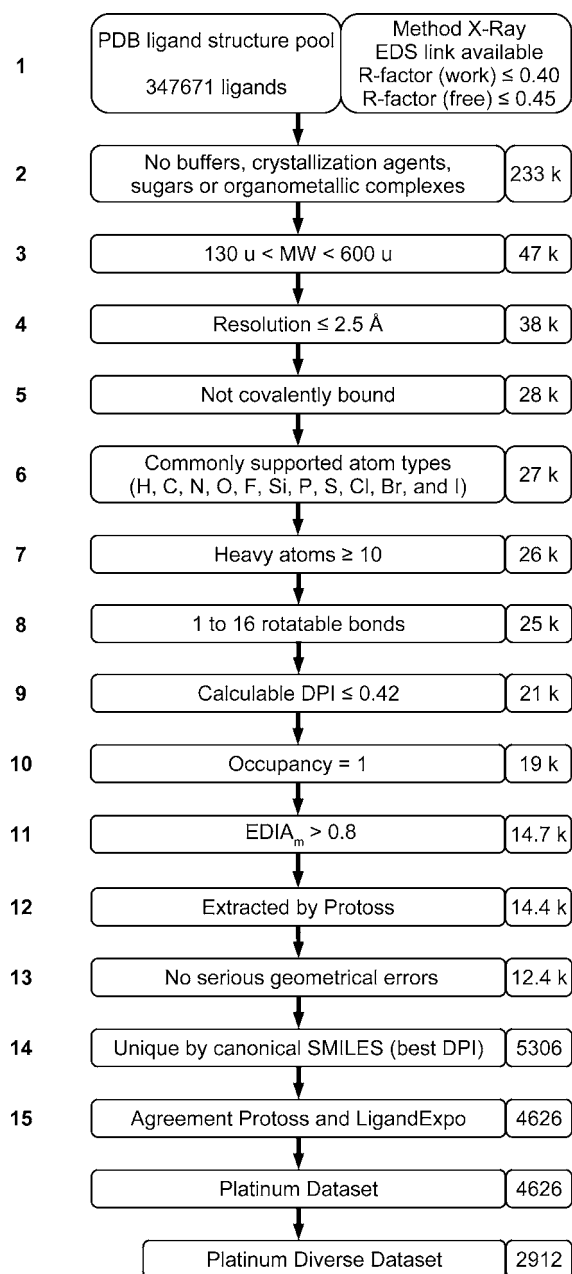 1
PDB ligand structure pool
347671 ligands
Method X-Ray
EDS link available
R-factor (work) ≤ 0.40
R-factor (free) ≤ 0.45
2
No buffers, crystallization agents,
sugars or organometallic complexes
233 k
3
130 u < MW < 600 u
47 k
4
Resolution ≤ 2.5 Å
38 k
5
Not covalently bound
28 k
6
Commonly supported atom types
(H, C, N, O, F, Si, P, S, Cl, Br, and I)
27 k
7
Heavy atoms ≥ 10
26 k
8
1 to 16 rotatable bonds
25 k
9
Calculable DPI ≤ 0.42
21 k
10
Occupancy = 1
19 k
11
EDIAm > 0.8
14.7 k
12
Extracted by Protoss
14.4 k
13
No serious geometrical errors
12.4 k
14
Unique by canonical SMILES (best DPI)
5306
15
Agreement Protoss and LigandExpo
4626
Platinum Dataset
4626
Platinum Diverse Dataset
2912